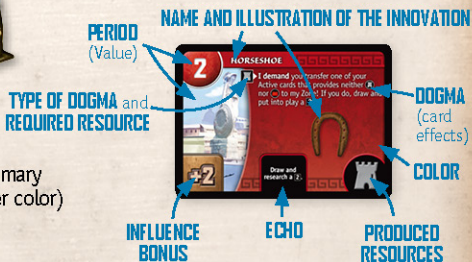 NAME AND ILLUSTRATION OF THE INNOVATION
PERIOD
(Value)
2
HORSESHOE
I demand you transfer one of your
Active cards that provides neither
nor to my Zone! If you do, draw and
put into play a
TYPE OF DOGMA and
REQUIRED RESOURCE
DOGMA
(card
effects)
mary
r color)
COLOR
+2
Draw and
research a 2.
INFLUENCE
BONUS
ECHO
PRODUCED
RESOURCES